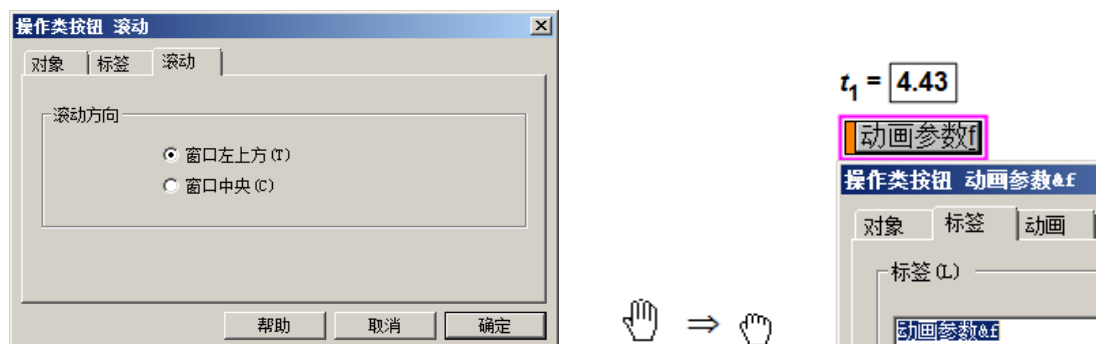 操作类按钮 滚动
对象 标签 滚动
滚动方向
窗口左上方(T)
窗口中央(C)
帮助 取消 确定
⇒
t₁ = 4.43
动画参数f
操作类按钮 动画参数&f
对象 标签 动画
标签(L)
动画参数&f